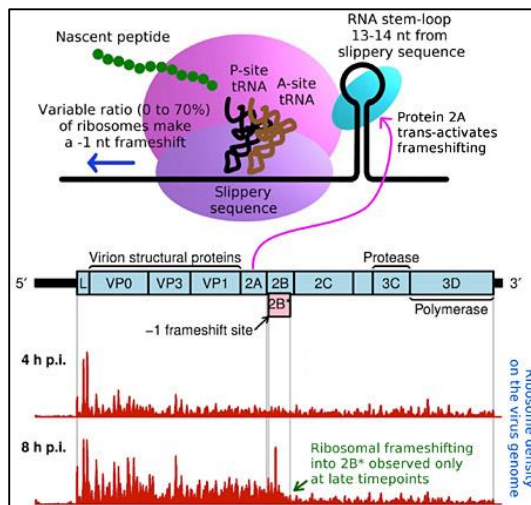 Nascent peptide
P-site
tRNA
A-site
tRNA
RNA stem-loop
13-14 nt from
slippery sequence
Variable ratio (0 to 70%)
of ribosomes make
a -1 nt frameshift
Protein 2A
trans-activates
frameshifting
Slippery
sequence
Virion structural proteins
Protease
5′ L VP0 VP3 VP1 2A 2B 2C 3C 3D 3′
2B*
Polymerase
−1 frameshift site
4 h p.i.
8 h p.i.
Ribosomal frameshifting
into 2B* observed only
at late timepoints
Ribosome density
on the virus genome